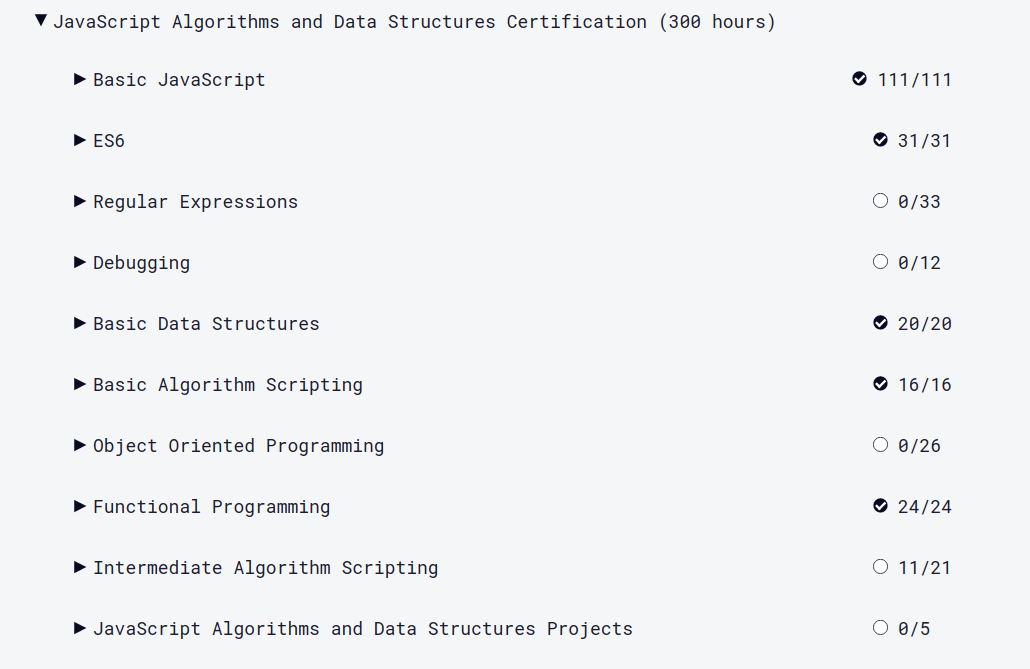 JavaScript Algorithms and Data Structures Certification (300 hours)
Basic JavaScript 111/111
ES6 31/31
Regular Expressions 0/33
Debugging 0/12
Basic Data Structures 20/20
Basic Algorithm Scripting 16/16
Object Oriented Programming 0/26
Functional Programming 24/24
Intermediate Algorithm Scripting 11/21
JavaScript Algorithms and Data Structures Projects 0/5